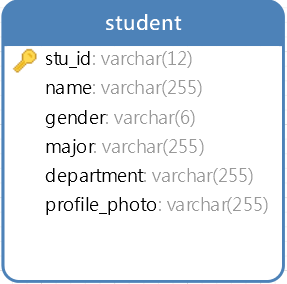 student
stu_id: varchar(12)
name: varchar(255)
gender: varchar(6)
major: varchar(255)
department: varchar(255)
profile_photo: varchar(255)